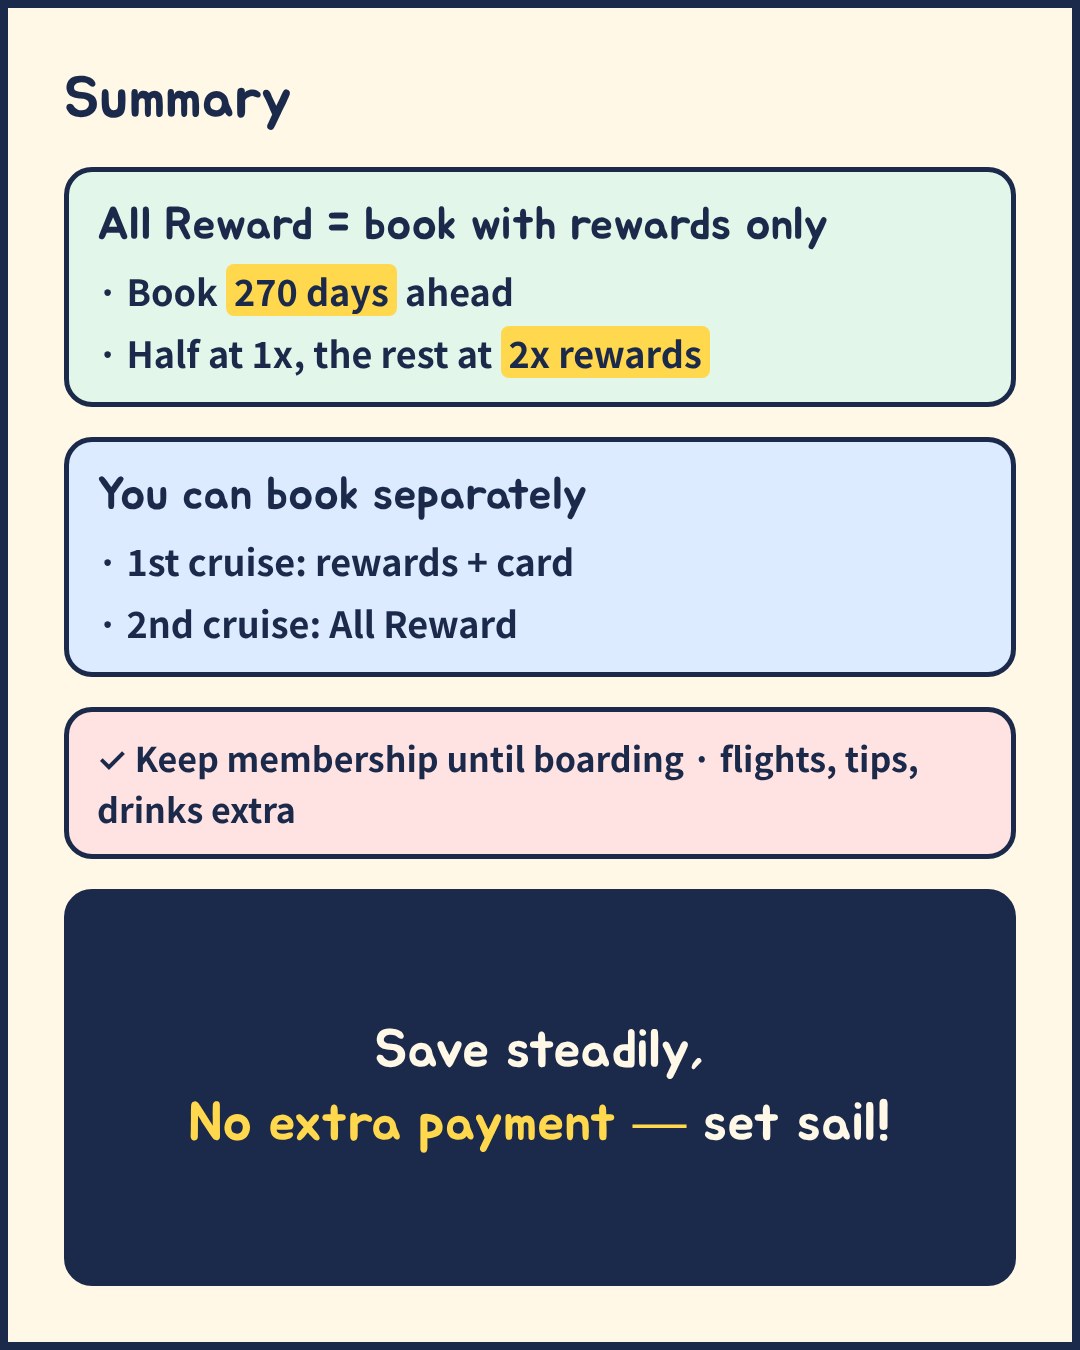 Summary
All Reward = book with rewards only
· Book 270 days ahead
· Half at 1x, the rest at 2x rewards
You can book separately
· 1st cruise: rewards + card
· 2nd cruise: All Reward
✓ Keep membership until boarding · flights, tips,
drinks extra
Save steadily,
No extra payment — set sail!